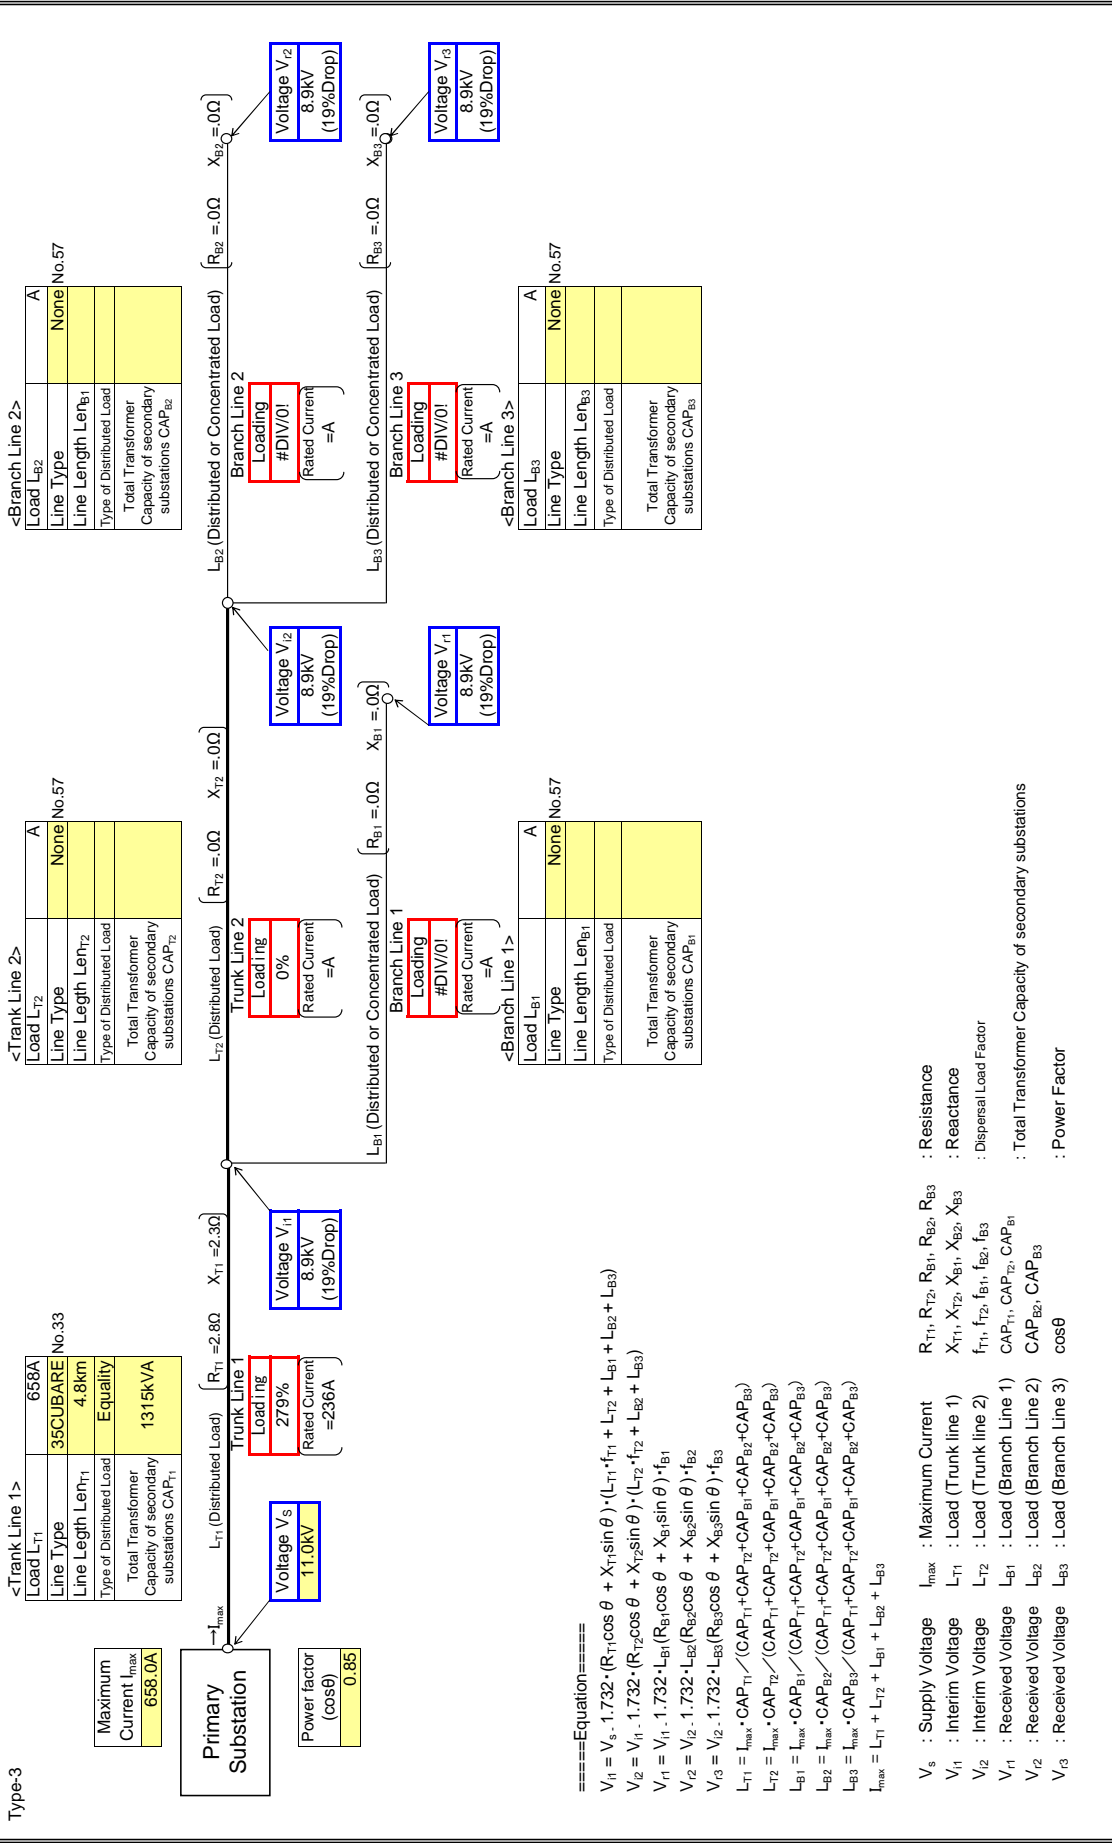 Type-3
Maximum
Current Imax
658.0A
Primary
Substation
Power factor
(cosθ)
0.85
→Imax
Voltage VS
11.0kV
<Trank Line 1>
Load LT1 658A
Line Type 35CUBARE No.33
Line Legth LenT1 4.8km
Type of Distributed Load Equality
Total Transformer
Capacity of secondary
substations CAPT1
1315kVA
LT1 (Distributed Load) RT1 =2.8Ω XT1 =2.3Ω
Trunk Line 1
Loading
279%
Rated Current
=236A
Voltage Vi1
8.9kV
(19%Drop)
<Trank Line 2>
Load LT2 A
Line Type None No.57
Line Length LenT2
Type of Distributed Load
Total Transformer
Capacity of secondary
substations CAPT2
LT2 (Distributed Load) RT2 =.0Ω XT2 =.0Ω
Trunk Line 2
Loading
0%
Rated Current
=A
Voltage Vi2
8.9kV
(19%Drop)
LB1 (Distributed or Concentrated Load) RB1 =.0Ω XB1 =.0Ω
Branch Line 1
Loading
#DIV/0!
Rated Current
=A
Voltage Vr1
8.9kV
(19%Drop)
<Branch Line 1>
Load LB1 A
Line Type None No.57
Line Length LenB1
Type of Distributed Load
Total Transformer
Capacity of secondary
substations CAPB1
<Branch Line 2>
Load LB2 A
Line Type None No.57
Line Length LenB1
Type of Distributed Load
Total Transformer
Capacity of secondary
substations CAPB2
LB2 (Distributed or Concentrated Load) RB2 =.0Ω XB2 =.0Ω
Branch Line 2
Loading
#DIV/0!
Rated Current
=A
Voltage Vr2
8.9kV
(19%Drop)
LB3 (Distributed or Concentrated Load) RB3 =.0Ω XB3 =.0Ω
Branch Line 3
Loading
#DIV/0!
Rated Current
=A
Voltage Vr3
8.9kV
(19%Drop)
<Branch Line 3>
Load LB3 A
Line Type None No.57
Line Length LenB3
Type of Distributed Load
Total Transformer
Capacity of secondary
substations CAPB3
=====Equation=====
Vi1 = Vs - 1.732•(RT1cos θ + XT1sin θ)•(LT1•fT1 + LT2 + LB1 + LB2 + LB3)
Vi2 = Vi1 - 1.732•(RT2cos θ + XT2sin θ)•(LT2•fT2 + LB2 + LB3)
Vr1 = Vi1 - 1.732•LB1(RB1cos θ + XB1sin θ)•fB1
Vr2 = Vi2 - 1.732•LB2(RB2cos θ + XB2sin θ)•fB2
Vr3 = Vi2 - 1.732•LB3(RB3cos θ + XB3sin θ)•fB3
LT1 = Imax•CAPT1／(CAPT1+CAPT2+CAPB1+CAPB2+CAPB3)
LT2 = Imax•CAPT2／(CAPT1+CAPT2+CAPB1+CAPB2+CAPB3)
LB1 = Imax•CAPB1／(CAPT1+CAPT2+CAPB1+CAPB2+CAPB3)
LB2 = Imax•CAPB2／(CAPT1+CAPT2+CAPB1+CAPB2+CAPB3)
LB3 = Imax•CAPB3／(CAPT1+CAPT2+CAPB1+CAPB2+CAPB3)
Imax = LT1 + LT2 + LB1 + LB2 + LB3
Vs : Supply Voltage Imax : Maximum Current RT1, RT2, RB1, RB2, RB3 : Resistance
Vi1 : Interim Voltage LT1 : Load (Trunk line 1) XT1, XT2, XB1, XB2, XB3 : Reactance
Vi2 : Interim Voltage LT2 : Load (Trunk line 2) fT1, fT2, fB1, fB2, fB3 : Dispersal Load Factor
Vr1 : Received Voltage LB1 : Load (Branch Line 1) CAPT1, CAPT2, CAPB1
Vr2 : Received Voltage LB2 : Load (Branch Line 2) CAPB2, CAPB3 : Total Transformer Capacity of secondary substations
Vr3 : Received Voltage LB3 : Load (Branch Line 3) cosθ : Power Factor